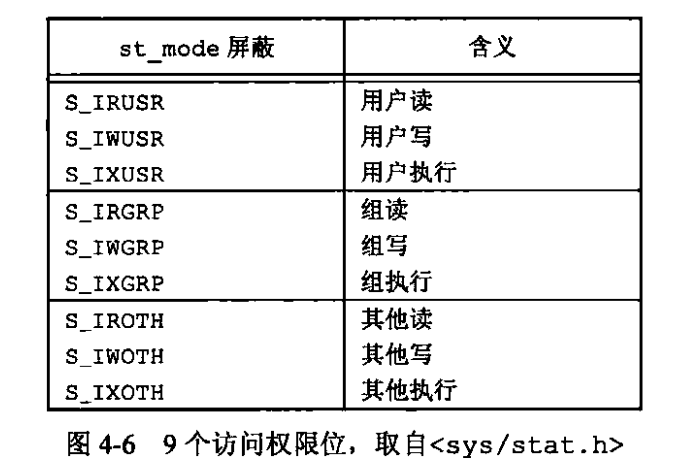 st_mode 屏蔽 含义
S_IRUSR 用户读
S_IWUSR 用户写
S_IXUSR 用户执行
S_IRGRP 组读
S_IWGRP 组写
S_IXGRP 组执行
S_IROTH 其他读
S_IWOTH 其他写
S_IXOTH 其他执行
图 4-6 9 个访问权限位，取自<sys/stat.h>